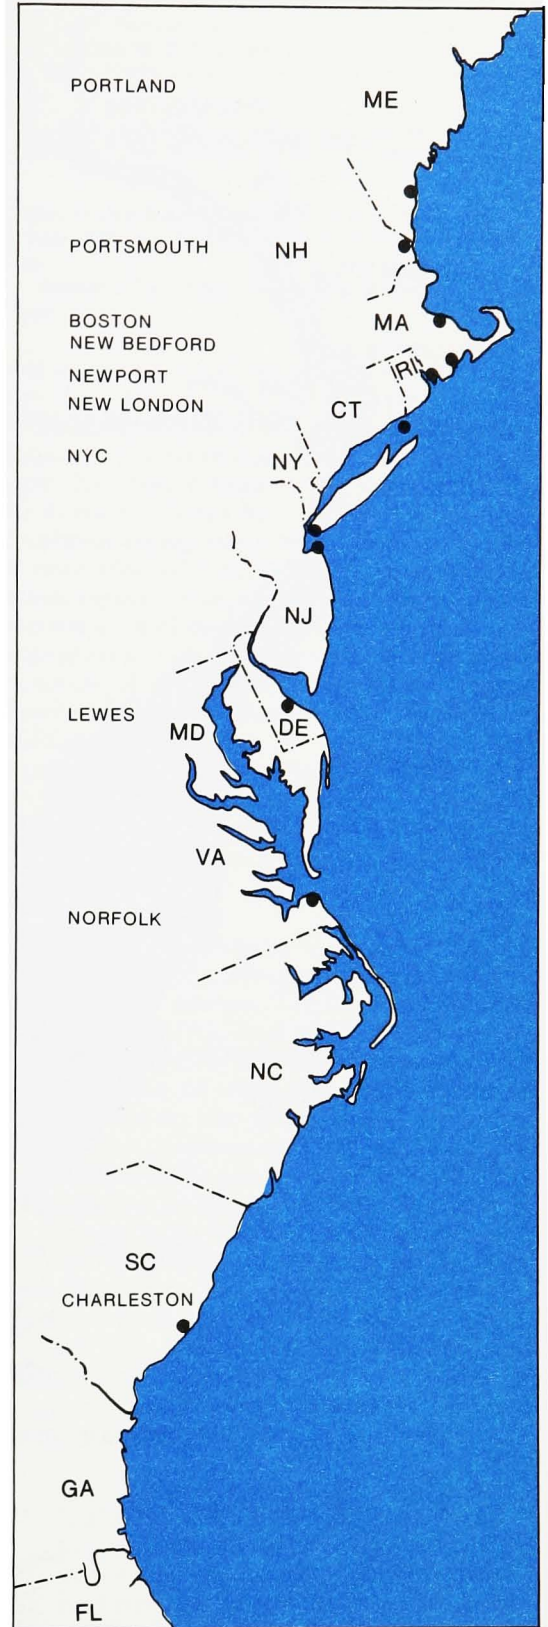 PORTLAND
ME
PORTSMOUTH
NH
BOSTON
MA
NEW BEDFORD
NEWPORT
RI
NEW LONDON
CT
NYC
NY
NJ
LEWES
MD
DE
VA
NORFOLK
NC
SC
CHARLESTON
GA
FL